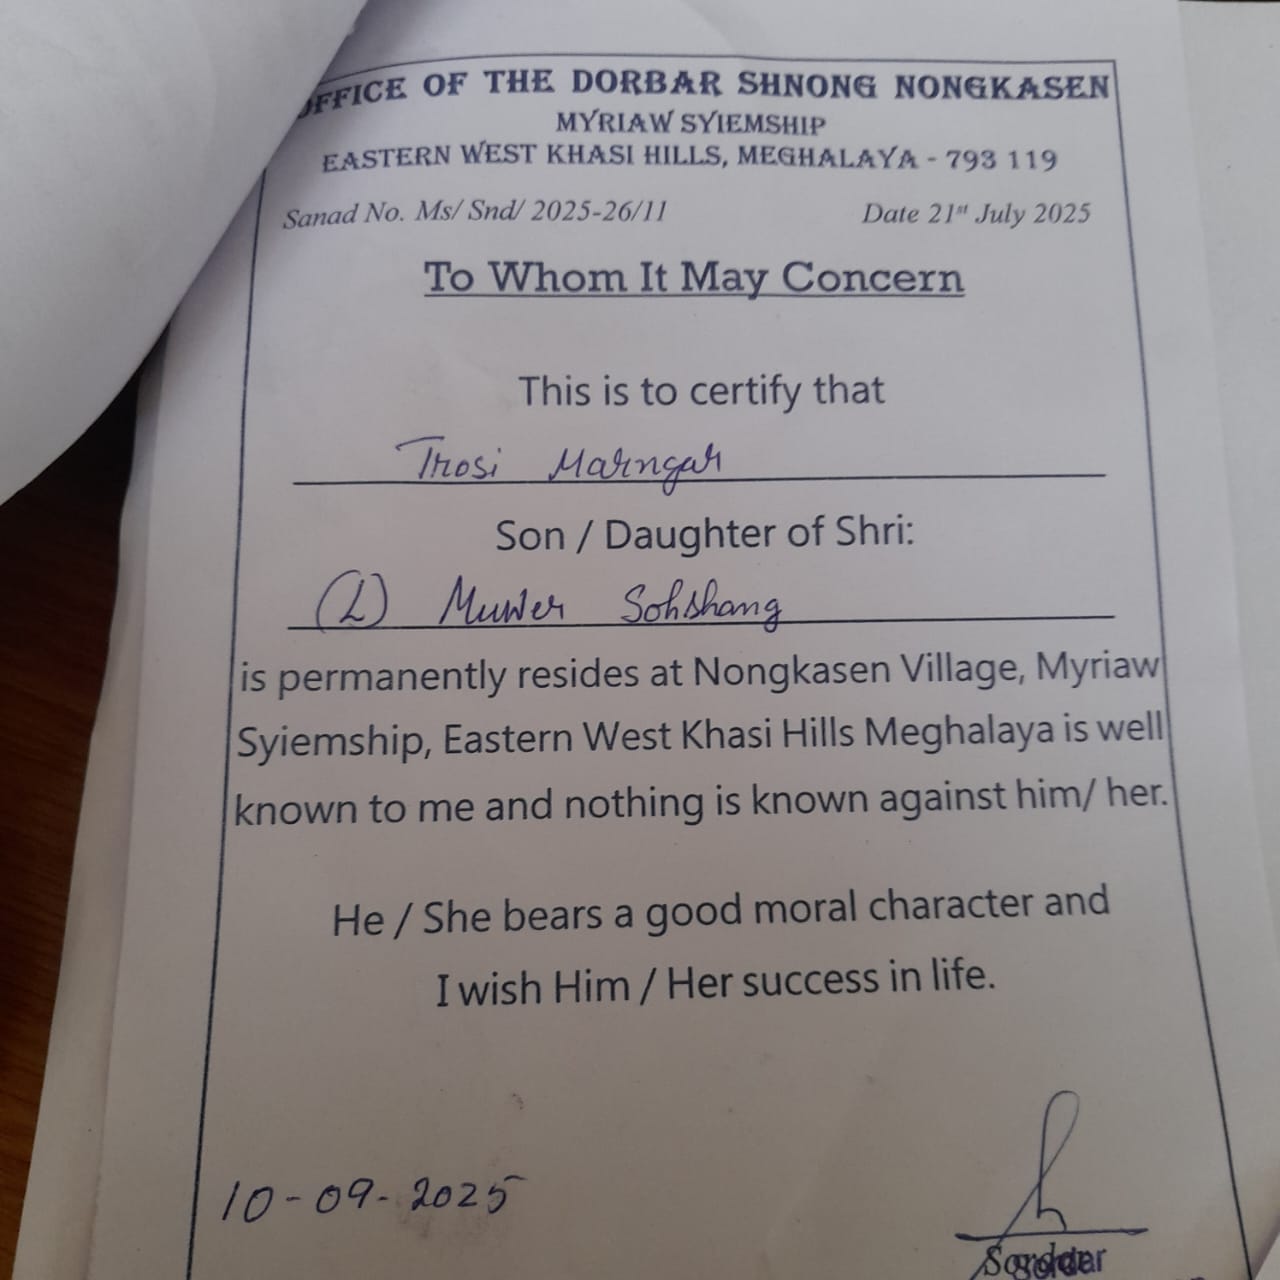 OFFICE OF THE DORBAR SHNONG NONGKASEN
MYRIAW SYIEMSHIP
EASTERN WEST KHASI HILLS, MEGHALAYA - 793 119
Sanad No. Ms/ Snd/ 2025-26/11 Date 21st July 2025
To Whom It May Concern
This is to certify that
Trosi Marngar
Son / Daughter of Shri:
(L) Muwer Sohshang
is permanently resides at Nongkasen Village, Myriaw
Syiemship, Eastern West Khasi Hills Meghalaya is well
known to me and nothing is known against him/ her.
He / She bears a good moral character and
I wish Him / Her success in life.
10-09-2025
Sordar